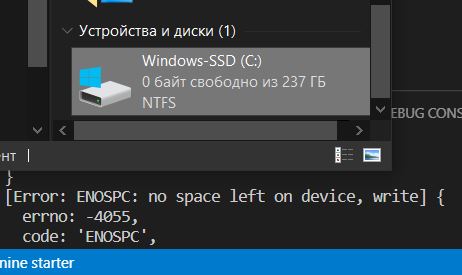 Устройства и диски (1)
Windows-SSD (C:)
0 байт свободно из 237 ГБ
NTFS
EBUG CONS
нт
}
[Error: ENOSPC: no space left on device, write] {
errno: -4055,
code: 'ENOSPC',
nine starter